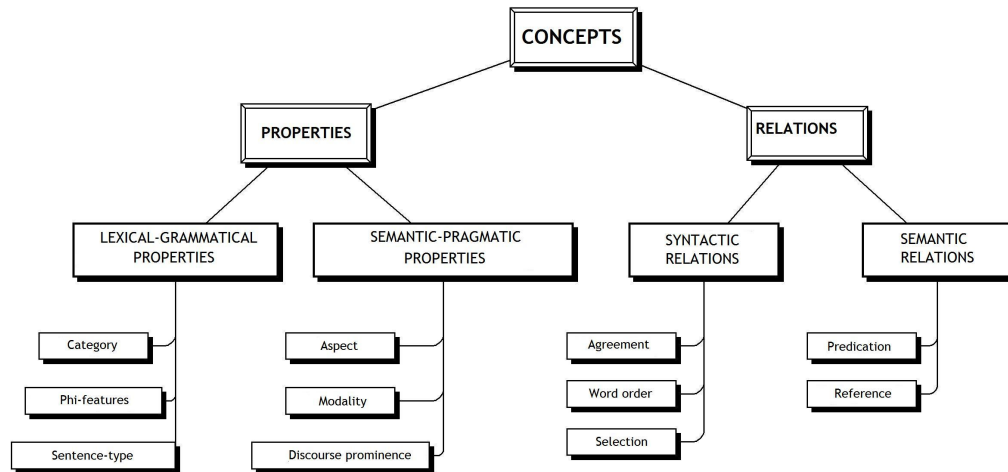 CONCEPTS
PROPERTIES
RELATIONS
LEXICAL-GRAMMATICAL
PROPERTIES
SEMANTIC-PRAGMATIC
PROPERTIES
SYNTACTIC
RELATIONS
SEMANTIC
RELATIONS
Category
Aspect
Agreement
Predication
Phi-features
Modality
Word order
Reference
Sentence-type
Discourse prominence
Selection